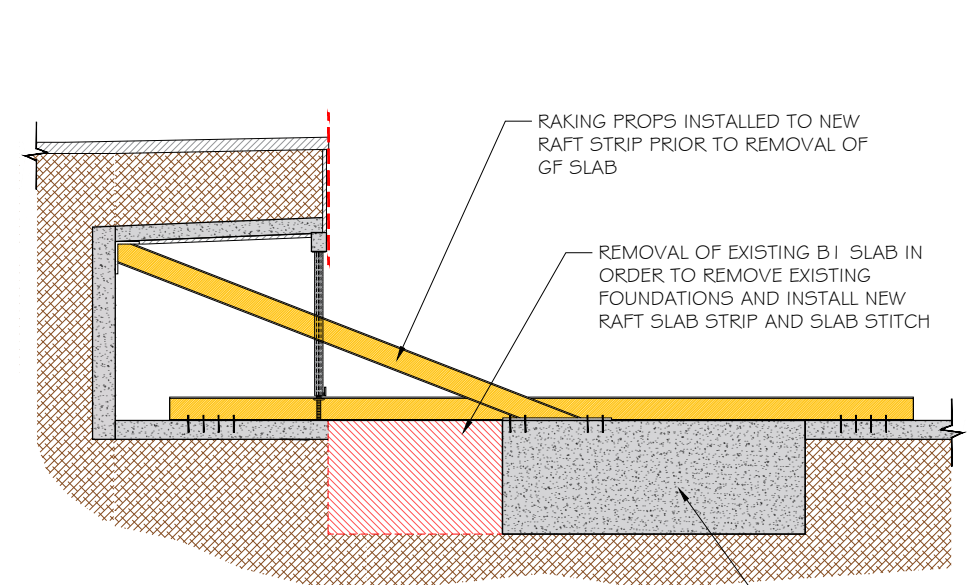 RAKING PROPS INSTALLED TO NEW
RAFT STRIP PRIOR TO REMOVAL OF
GF SLAB
REMOVAL OF EXISTING B1 SLAB IN
ORDER TO REMOVE EXISTING
FOUNDATIONS AND INSTALL NEW
RAFT SLAB STRIP AND SLAB STITCH